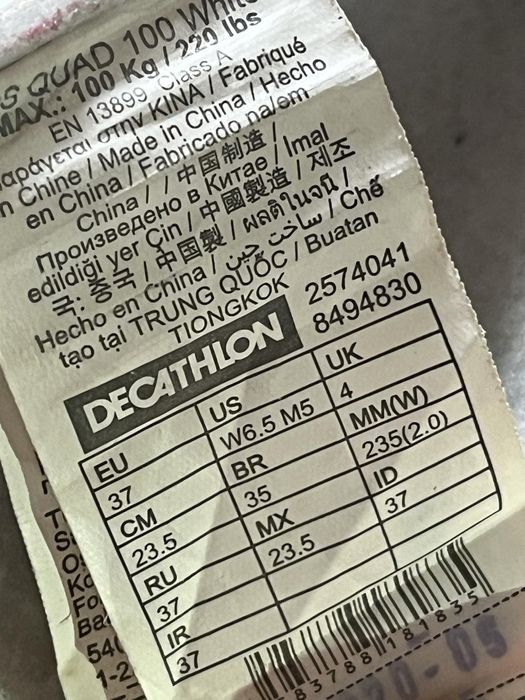 QUAD 100 White
MAX.: 100 Kg / 220 lbs
EN 13899 Class A
στην KINA / Fabriqué
Chine / Made in China / Hecho
en China / Fabricado na/em
China / / 中国制造 /
Произведено в Китае / Imal
edildiği yer Çin / 中國製造 / 제조
국: 중국 / 中国製 / ผลิตในจีน /
Hecho en China / ساخت چین / Chế
tạo tại TRUNG QUỐC / Buatan
TIONGKOK
2574041
DECATHLON 8494830
EU US UK
37 W6.5 M5 4
CM BR MM(W)
23.5 35 235(2.0)
RU MX ID
37 23.5 37
IR
37
83788 181835